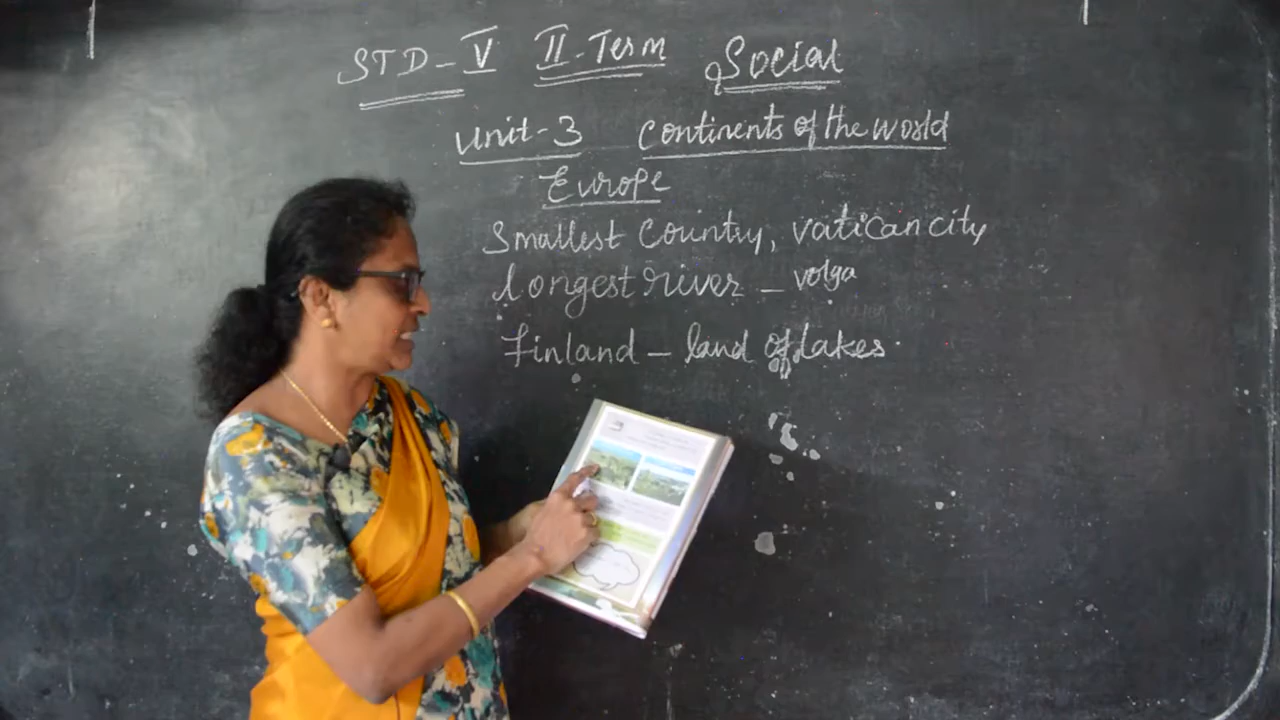 STD-V II-Term Social
Unit-3 Continents of the world
Europe
Smallest Country, vatican city
Longest river - volga
Finland - land of lakes.